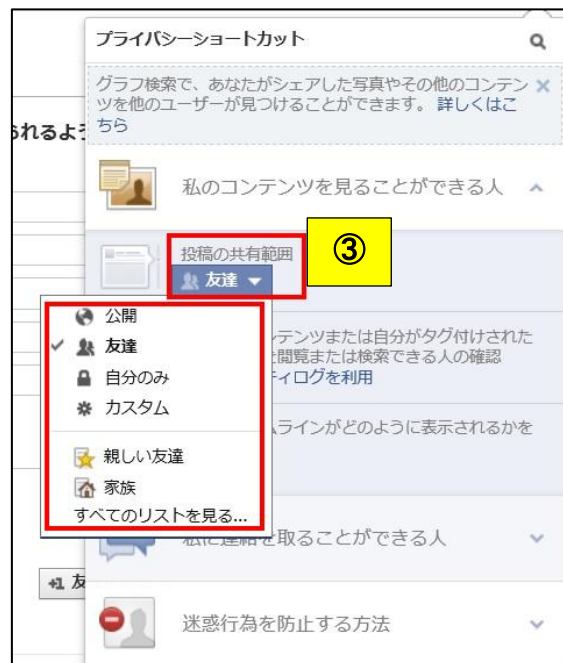 プライバシーショートカット
グラフ検索で、あなたがシェアした写真やその他のコンテン
ツを他のユーザーが見つけることができます。 詳しくはこ
ちら
られるよ
私のコンテンツを見ることができる人
投稿の共有範囲
③
友達
公開
友達
自分のみ
カスタム
親しい友達
家族
すべてのリストを見る...
テンツまたは自分がタグ付けされた
閲覧または検索できる人の確認
ィログを利用
ムラインがどのように表示されるかを
私に連絡を取ることができる人
+1 友
迷惑行為を防止する方法